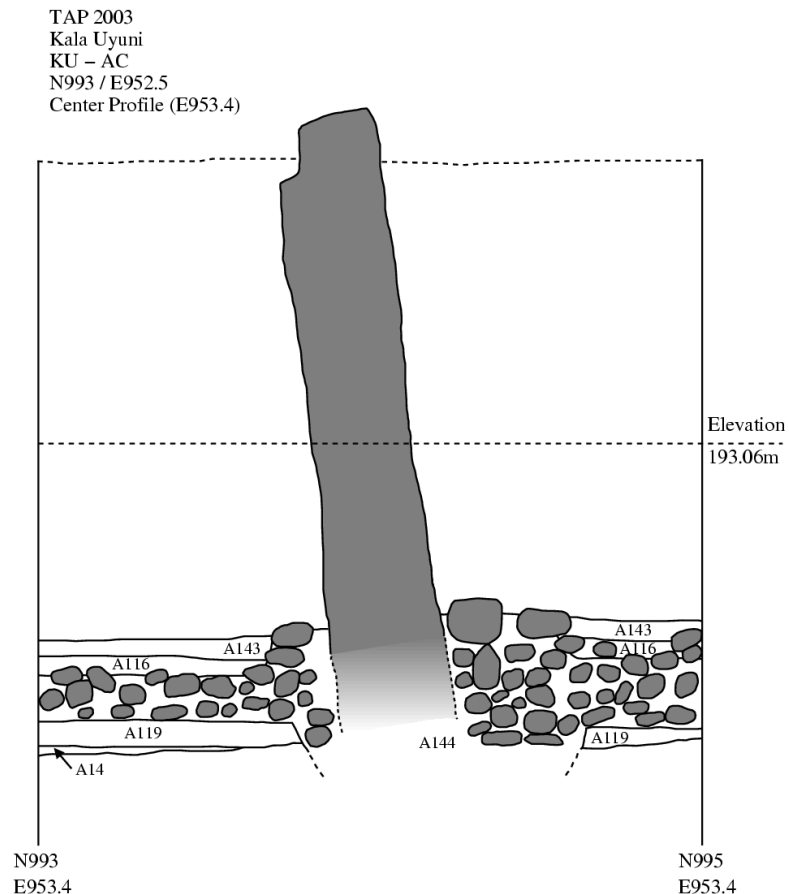 TAP 2003
Kala Uyuni
KU – AC
N993 / E952.5
Center Profile (E953.4)
Elevation
193.06m
A143
A143
A116
A116
A119
A144
A119
A14
N993
E953.4
N995
E953.4